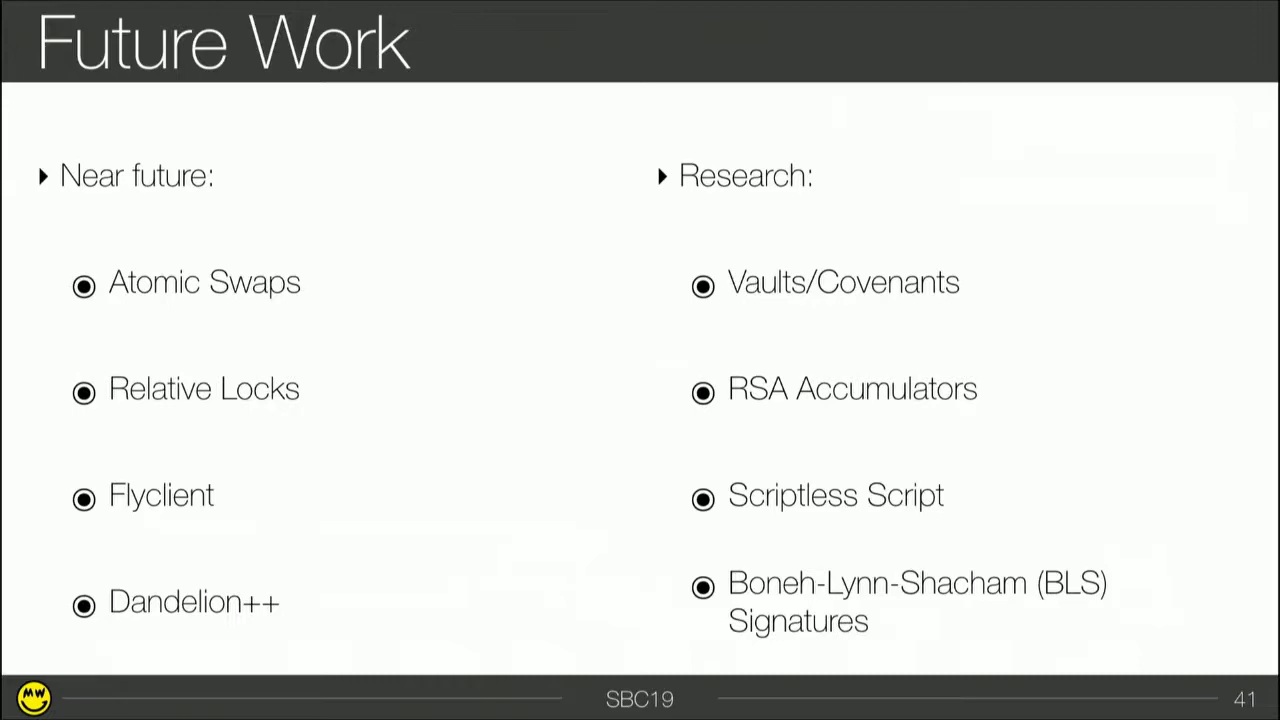 Future Work
Near future:
Atomic Swaps
Relative Locks
Flyclient
Dandelion++
Research:
Vaults/Covenants
RSA Accumulators
Scriptless Script
Boneh-Lynn-Shacham (BLS)
Signatures
MW
SBC19
41